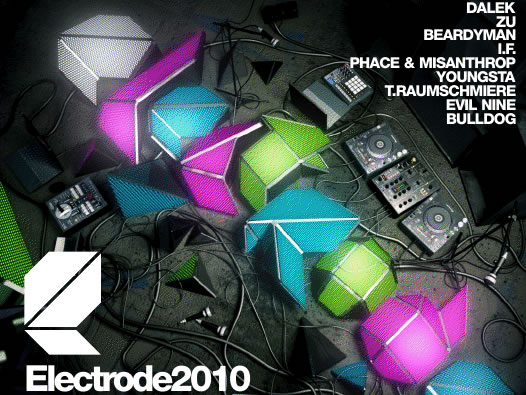 DALEK
ZU
BEARDYMAN
I.F.
PHACE & MISANTHROP
YOUNGSTA
T.RAUMSCHMIERE
EVIL NINE
BULLDOG
Electrode2010